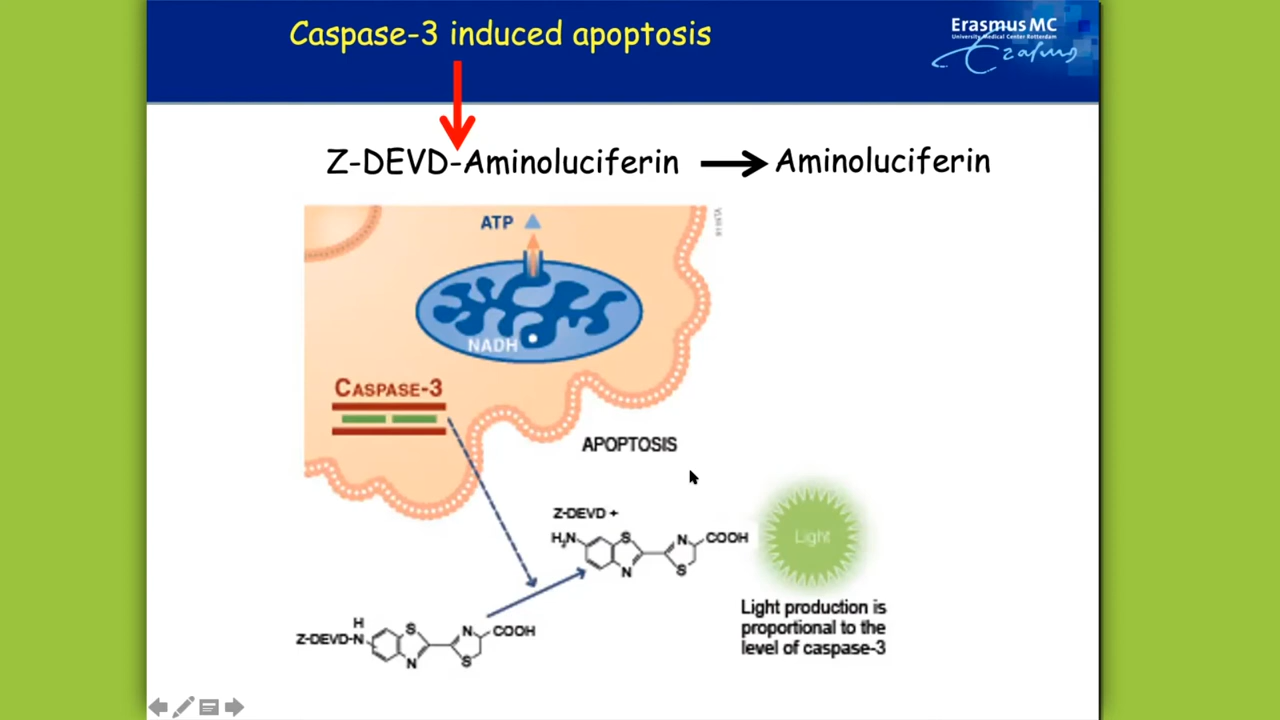 Caspase-3 induced apoptosis
Erasmus MC
University Medical Center Rotterdam
Erasmus
Z-DEVD-Aminoluciferin
Aminoluciferin
ATP
NADH
CASPASE-3
APOPTOSIS
Z-DEVD +
H₂N
S
N
N
S
COOH
Light
Light production is
proportional to the
level of caspase-3
H
Z-DEVD-N
S
N
N
S
COOH